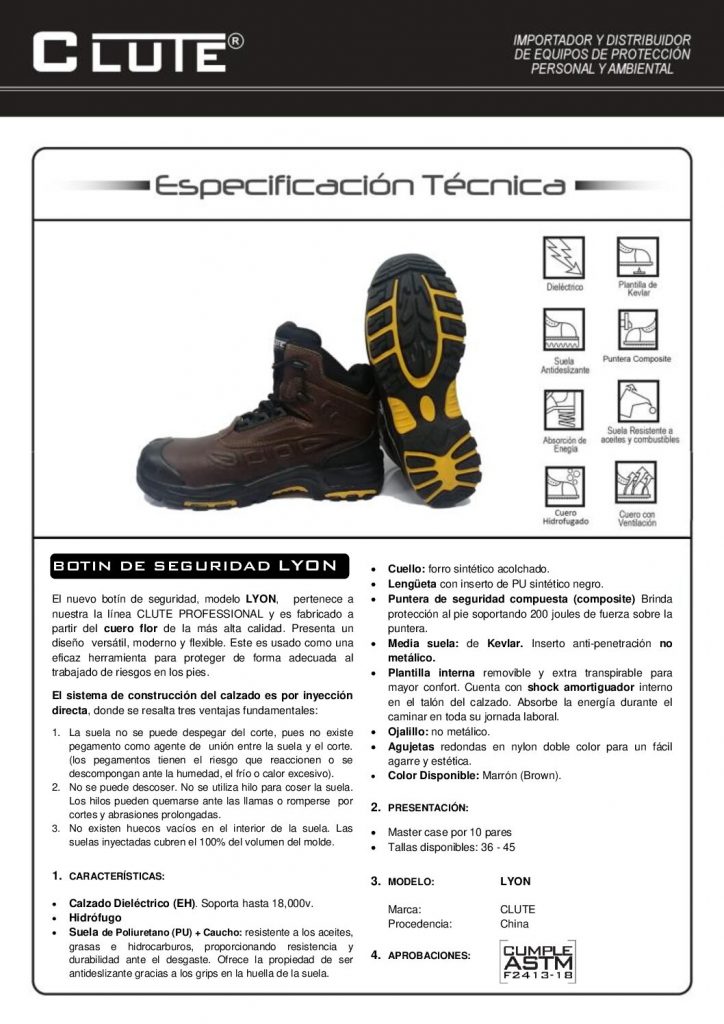 CLUTE®
IMPORTADOR Y DISTRIBUIDOR
DE EQUIPOS DE PROTECCIÓN
PERSONAL Y AMBIENTAL
Especificación Técnica
CLUTE
Dieléctrico
Plantilla de
Kevlar
Suela
Antideslizante
Puntera Composite
Absorción de
Enegía
Suela Resistente a
aceites y combustibles
Cuero
Hidrofugado
Cuero con
Ventilación
BOTIN DE SEGURIDAD LYON
El nuevo botín de seguridad, modelo LYON, pertenece a
nuestra la línea CLUTE PROFESSIONAL y es fabricado a
partir del cuero flor de la más alta calidad. Presenta un
diseño versátil, moderno y flexible. Este es usado como una
eficaz herramienta para proteger de forma adecuada al
trabajado de riesgos en los pies.
El sistema de construcción del calzado es por inyección
directa, donde se resalta tres ventajas fundamentales:
1. La suela no se puede despegar del corte, pues no existe
pegamento como agente de unión entre la suela y el corte.
(los pegamentos tienen el riesgo que reaccionen o se
descompongan ante la humedad, el frío o calor excesivo).
2. No se puede descoser. No se utiliza hilo para coser la suela.
Los hilos pueden quemarse ante las llamas o romperse por
cortes y abrasiones prolongadas.
3. No existen huecos vacíos en el interior de la suela. Las
suelas inyectadas cubren el 100% del volumen del molde.
1. CARACTERÍSTICAS:
• Calzado Dieléctrico (EH). Soporta hasta 18,000v.
• Hidrófugo
• Suela de Poliuretano (PU) + Caucho: resistente a los aceites,
grasas e hidrocarburos, proporcionando resistencia y
durabilidad ante el desgaste. Ofrece la propiedad de ser
antideslizante gracias a los grips en la huella de la suela.
• Cuello: forro sintético acolchado.
• Lengüeta con inserto de PU sintético negro.
• Puntera de seguridad compuesta (composite) Brinda
protección al pie soportando 200 joules de fuerza sobre la
puntera.
• Media suela: de Kevlar. Inserto anti-penetración no
metálico.
• Plantilla interna removible y extra transpirable para
mayor confort. Cuenta con shock amortiguador interno
en el talón del calzado. Absorbe la energía durante el
caminar en toda su jornada laboral.
• Ojalillo: no metálico.
• Agujetas redondas en nylon doble color para un fácil
agarre y estética.
• Color Disponible: Marrón (Brown).
2. PRESENTACIÓN:
• Master case por 10 pares
• Tallas disponibles: 36 - 45
3. MODELO: LYON
Marca: CLUTE
Procedencia: China
4. APROBACIONES:
CUMPLE
ASTM
F2413-18